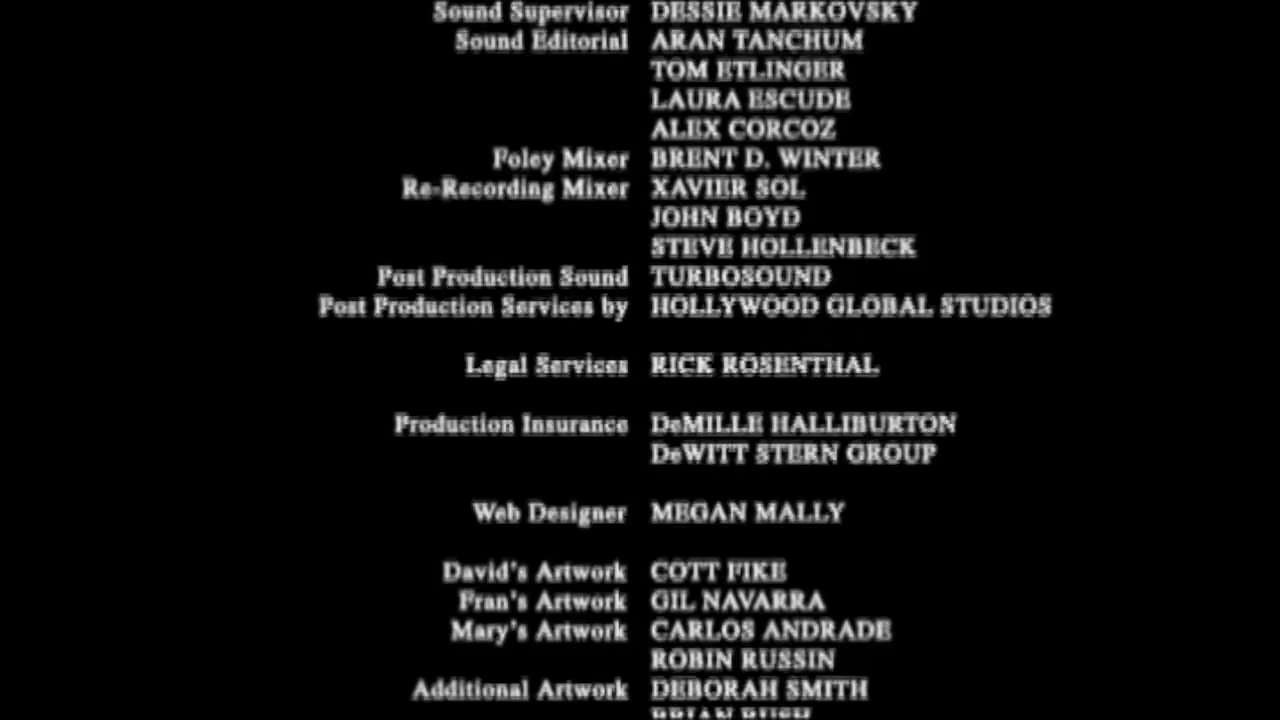 Sound Supervisor DESSIE MARKOVSKY
Sound Editorial ARAN TANCHUM
TOM ETLINGER
LAURA ESCUDE
ALEX CORCOZ
Foley Mixer BRENT D. WINTER
Re-Recording Mixer XAVIER SOL
JOHN BOYD
STEVE HOLLENBECK
Post Production Sound TURBOSOUND
Post Production Services by HOLLYWOOD GLOBAL STUDIOS
Legal Services RICK ROSENTHAL
Production Insurance DeMILLE HALLIBURTON
DeWITT STERN GROUP
Web Designer MEGAN MALLY
David's Artwork COTT FIKE
Fran's Artwork GIL NAVARRA
Mary's Artwork CARLOS ANDRADE
ROBIN RUSSIN
Additional Artwork DEBORAH SMITH